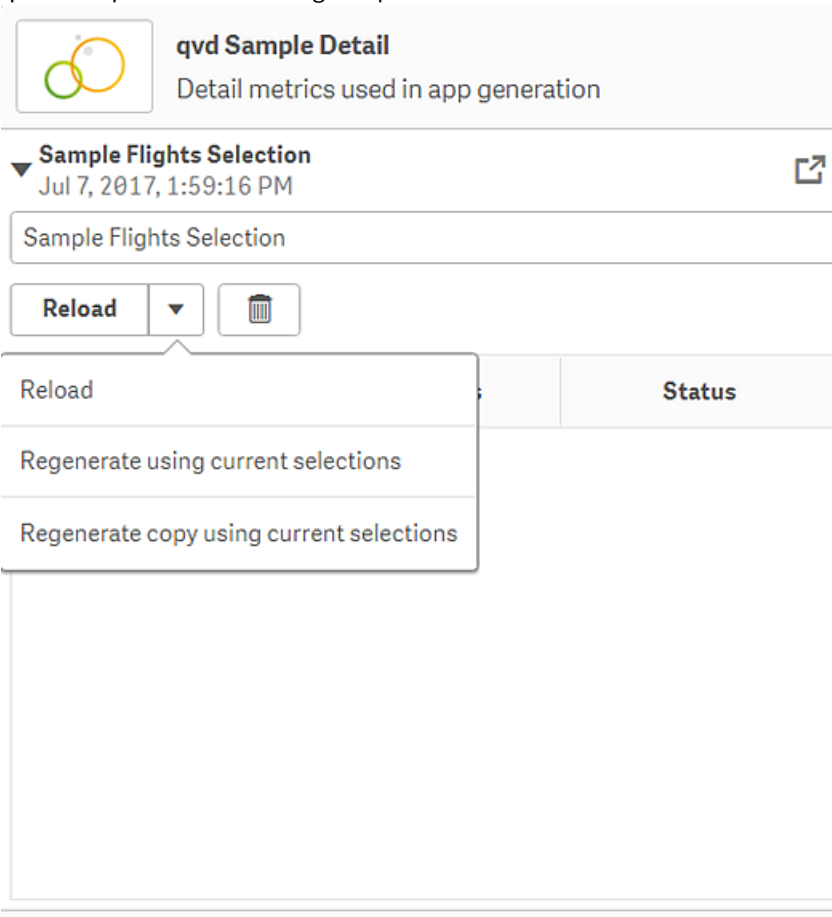 qvd Sample Detail
Detail metrics used in app generation
Sample Flights Selection
Jul 7, 2017, 1:59:16 PM
Sample Flights Selection
Reload
Reload
Status
Regenerate using current selections
Regenerate copy using current selections